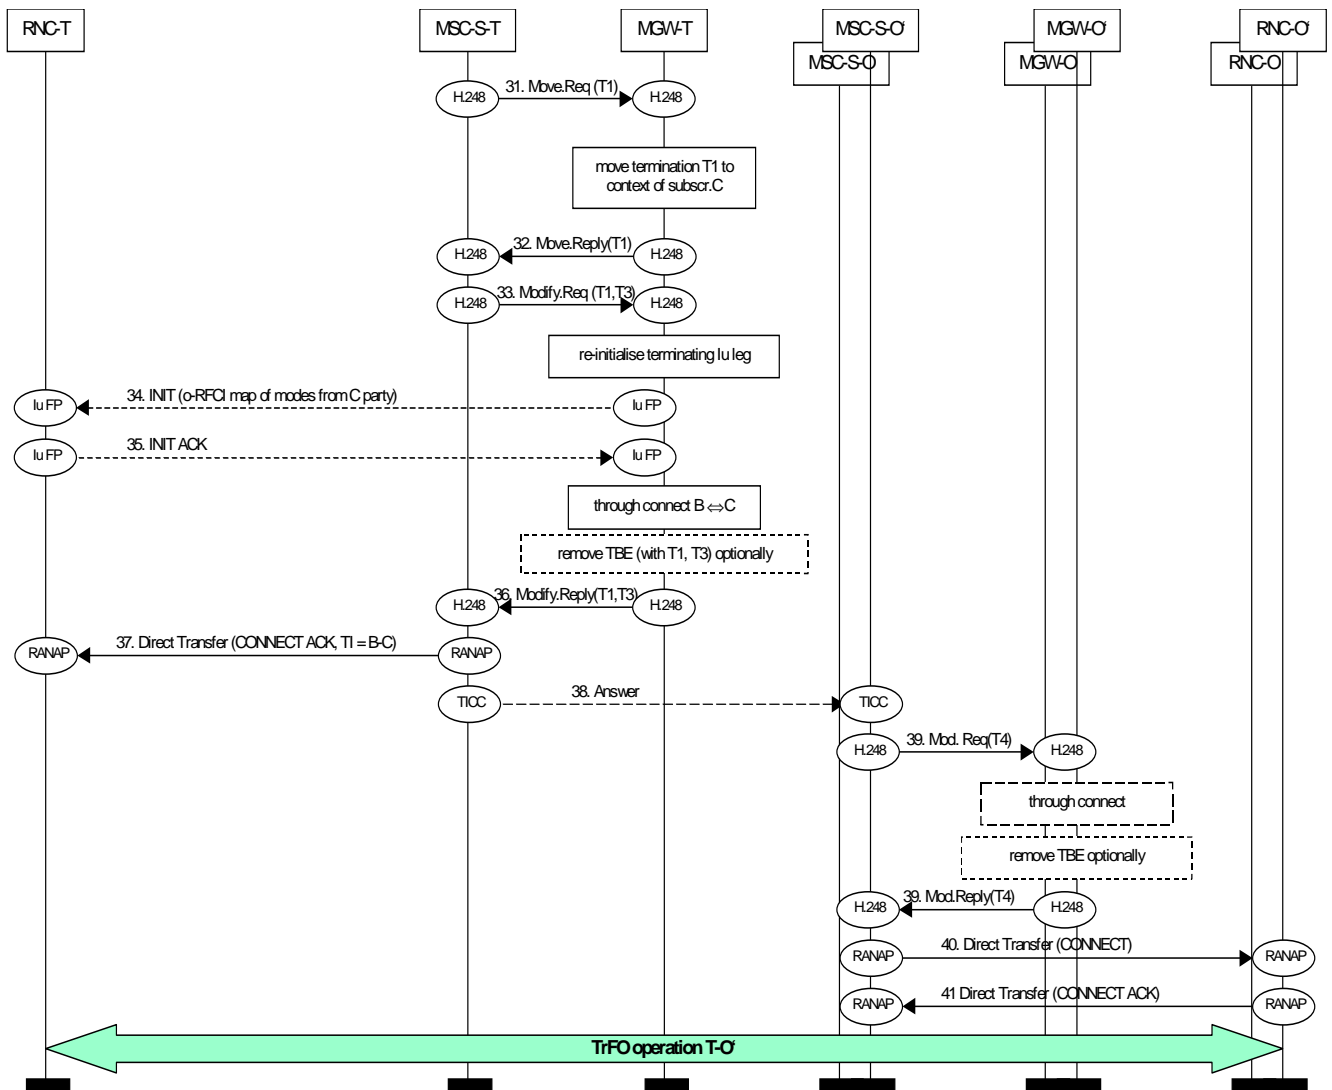 RNC-T
MSC-S-T
MGW-T
MSC-S-O'
MGW-O'
RNC-O'
MSC-S-O
MGW-O
RNC-O
31. Move.Req (T1)
H.248
H.248
move termination T1 to
context of subscr.C
32. Move.Reply(T1)
H.248
H.248
33. Modify.Req (T1,T3)
H.248
H.248
re-initialise terminating Iu leg
34. INIT (o-RFCI map of modes from C party)
Iu FP
Iu FP
35. INIT ACK
Iu FP
Iu FP
through connect B ⇔ C
remove TBE (with T1, T3) optionally
36. Modify.Reply(T1,T3)
H.248
H.248
37. Direct Transfer (CONNECT ACK, TI = B-C)
RANAP
RANAP
38. Answer
TICC
TICC
39. Mod. Req(T4)
H.248
H.248
through connect
remove TBE optionally
39. Mod.Reply(T4)
H.248
H.248
40. Direct Transfer (CONNECT)
RANAP
RANAP
41 Direct Transfer (CONNECT ACK)
RANAP
RANAP
TrFO operation T-O'